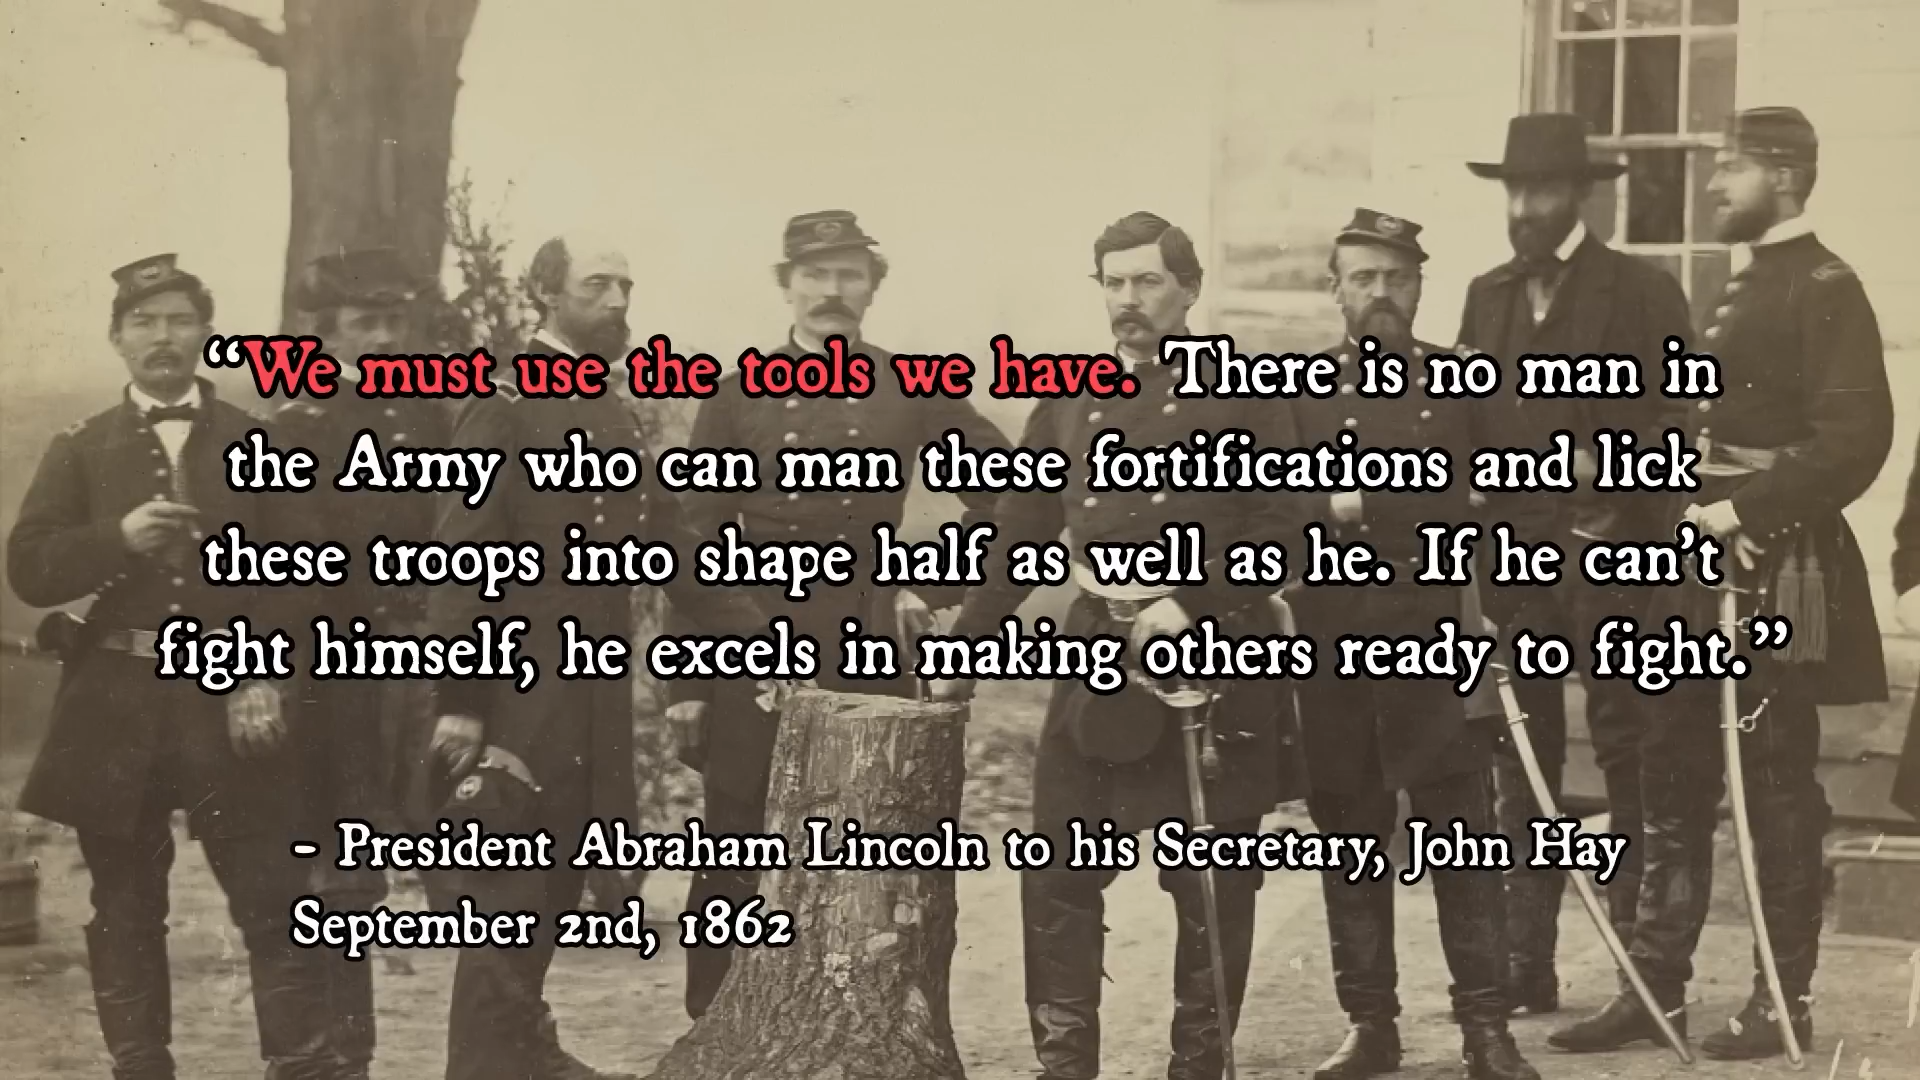 “We must use the tools we have. There is no man in
the Army who can man these fortifications and lick
these troops into shape half as well as he. If he can’t
fight himself, he excels in making others ready to fight.”
- President Abraham Lincoln to his Secretary, John Hay
September 2nd, 1862